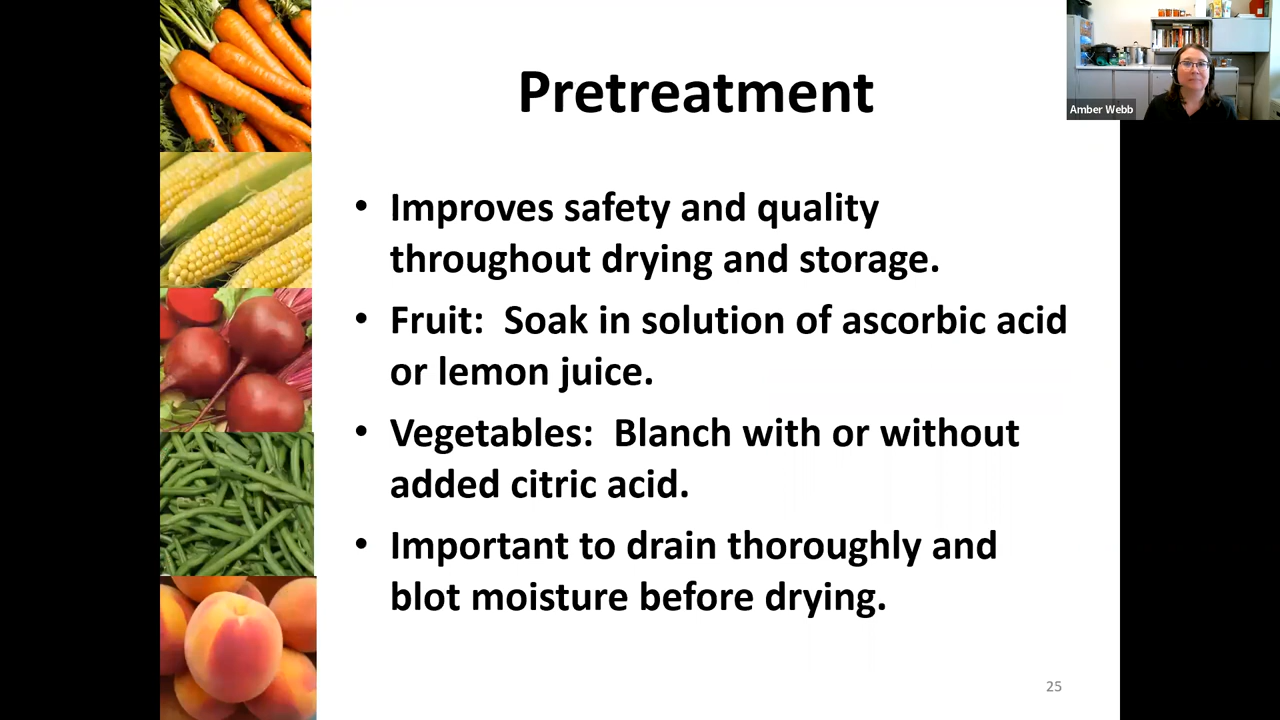 Pretreatment
Amber Webb
• Improves safety and quality
throughout drying and storage.
• Fruit:  Soak in solution of ascorbic acid
or lemon juice.
• Vegetables:  Blanch with or without
added citric acid.
• Important to drain thoroughly and
blot moisture before drying.
25